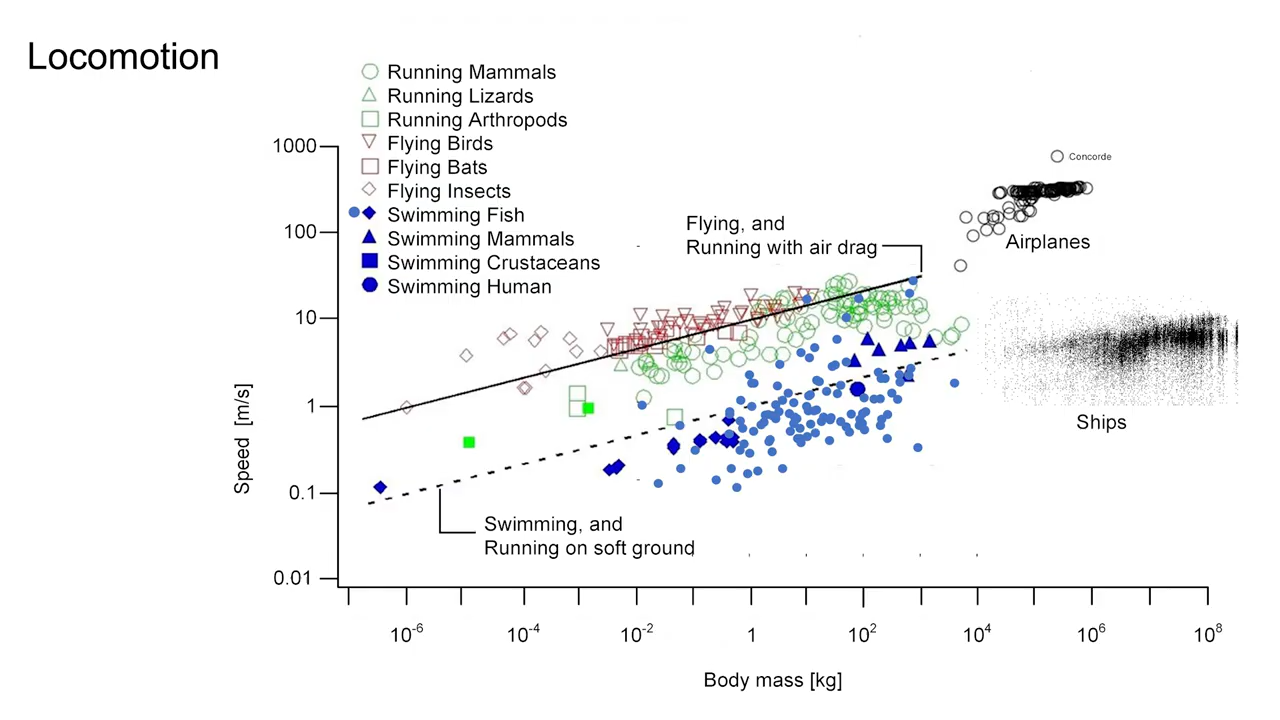 Locomotion
Running Mammals
Running Lizards
Running Arthropods
Flying Birds
Flying Bats
Flying Insects
Swimming Fish
Swimming Mammals
Swimming Crustaceans
Swimming Human
1000
100
10
1
0.1
0.01
Speed [m/s]
Flying, and
Running with air drag
Concorde
Airplanes
Ships
Swimming, and
Running on soft ground
10⁻⁶
10⁻⁴
10⁻²
1
10²
10⁴
10⁶
10⁸
Body mass [kg]